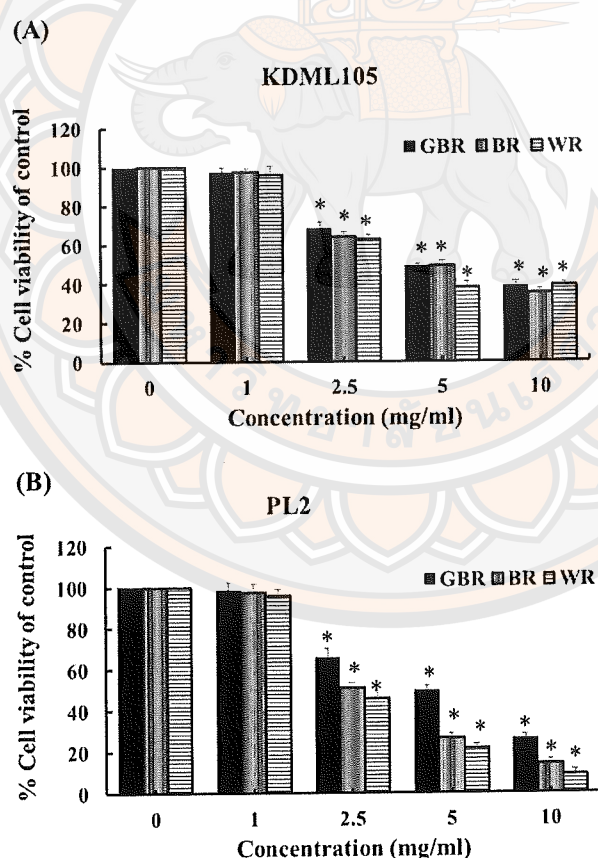 (A)
KDML105
120
100
80
60
40
20
0
% Cell viability of control
GBR BR WR
* * *
* * *
* * *
0 1 2.5 5 10
Concentration (mg/ml)
(B)
PL2
120
100
80
60
40
20
0
% Cell viability of control
GBR BR WR
* * *
* * *
* * *
0 1 2.5 5 10
Concentration (mg/ml)